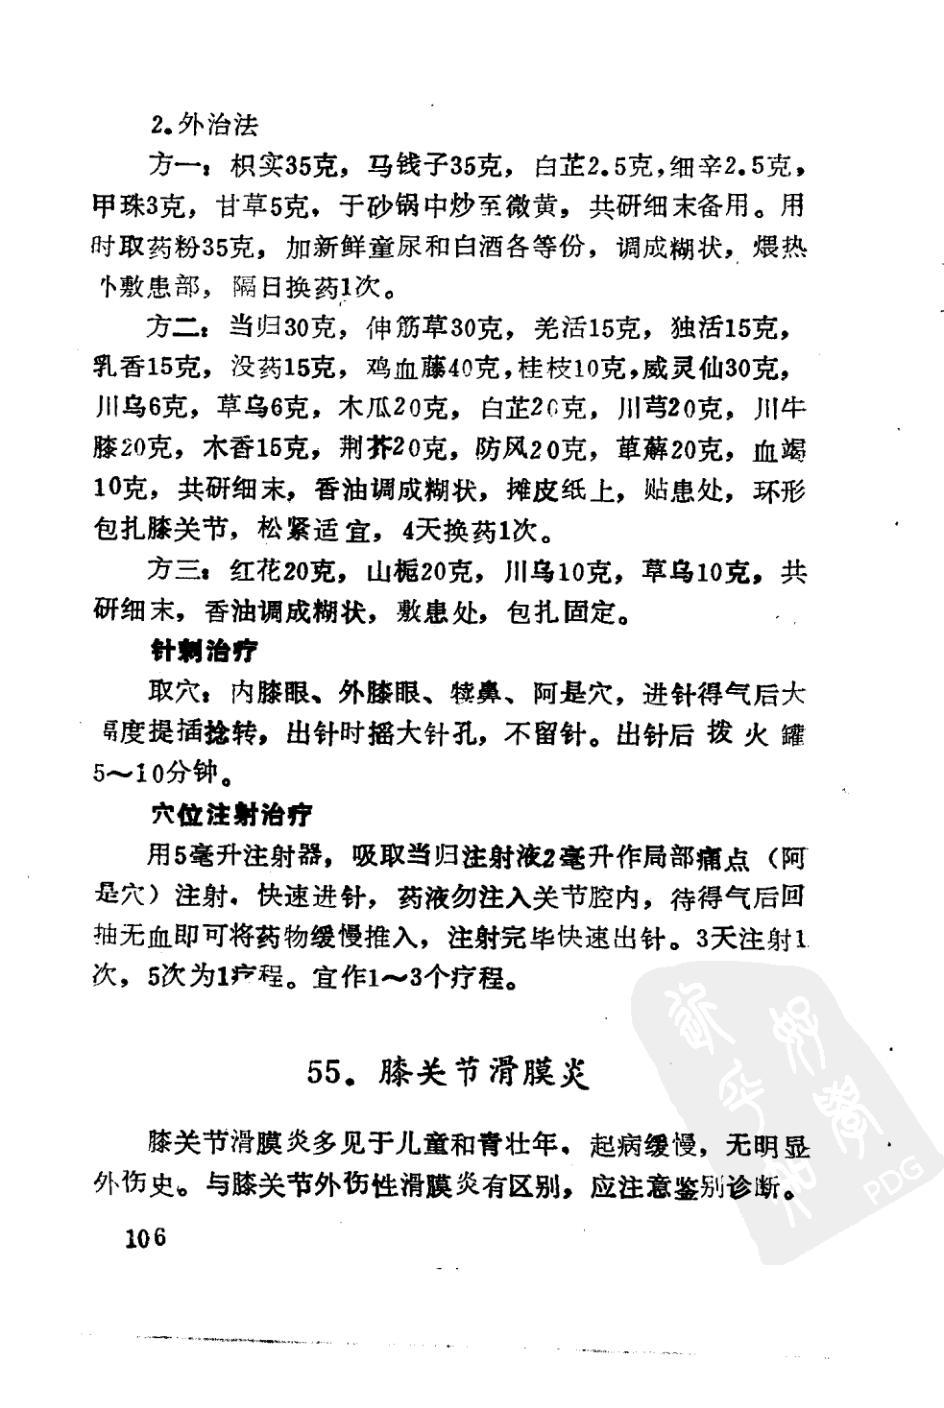 2.外治法
方一：枳实35克，马钱子35克，白芷2.5克，细辛2.5克，
甲珠3克，甘草5克，于砂锅中炒至微黄，共研细末备用。用
时取药粉35克，加新鲜童尿和白酒各等份，调成糊状，煨热
外敷患部，隔日换药1次。
方二：当归30克，伸筋草30克，羌活15克，独活15克，
乳香15克，没药15克，鸡血藤40克，桂枝10克，威灵仙30克，
川乌6克，草乌6克，木瓜20克，白芷20克，川芎20克，川牛
膝20克，木香15克，荆芥20克，防风20克，萆薢20克，血竭
10克，共研细末，香油调成糊状，摊皮纸上，贴患处，环形
包扎膝关节，松紧适宜，4天换药1次。
方三：红花20克，山栀20克，川乌10克，草乌10克，共
研细末，香油调成糊状，敷患处，包扎固定。
针刺治疗
取穴：内膝眼、外膝眼、犊鼻、阿是穴，进针得气后大
幅度提插捻转，出针时摇大针孔，不留针。出针后拨火罐
5～10分钟。
穴位注射治疗
用5毫升注射器，吸取当归注射液2毫升作局部痛点（阿
是穴）注射。快速进针，药液勿注入关节腔内，待得气后回
抽无血即可将药物缓慢推入，注射完毕快速出针。3天注射1
次，5次为1疗程。宜作1～3个疗程。
55．膝关节滑膜炎
膝关节滑膜炎多见于儿童和青壮年。起病缓慢，无明显
外伤史。与膝关节外伤性滑膜炎有区别，应注意鉴别诊断。
106
PDG